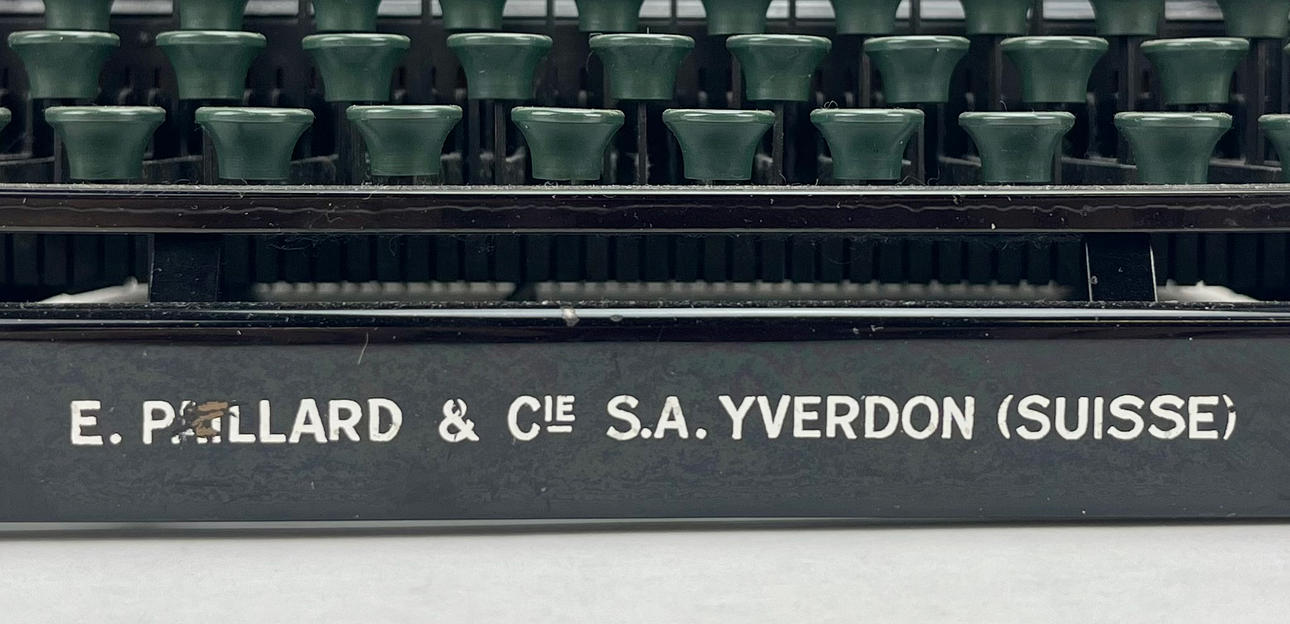 E. PAILLARD & CIE S.A. YVERDON (SUISSE)